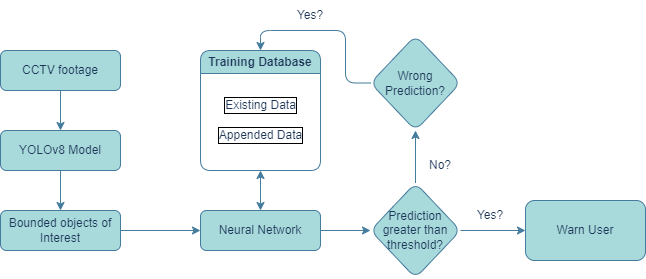 Yes?
CCTV footage
Training Database
Wrong
Prediction?
Existing Data
Appended Data
YOLOv8 Model
No?
Bounded objects of
Interest
Neural Network
Prediction
greater than
threshold?
Yes?
Warn User